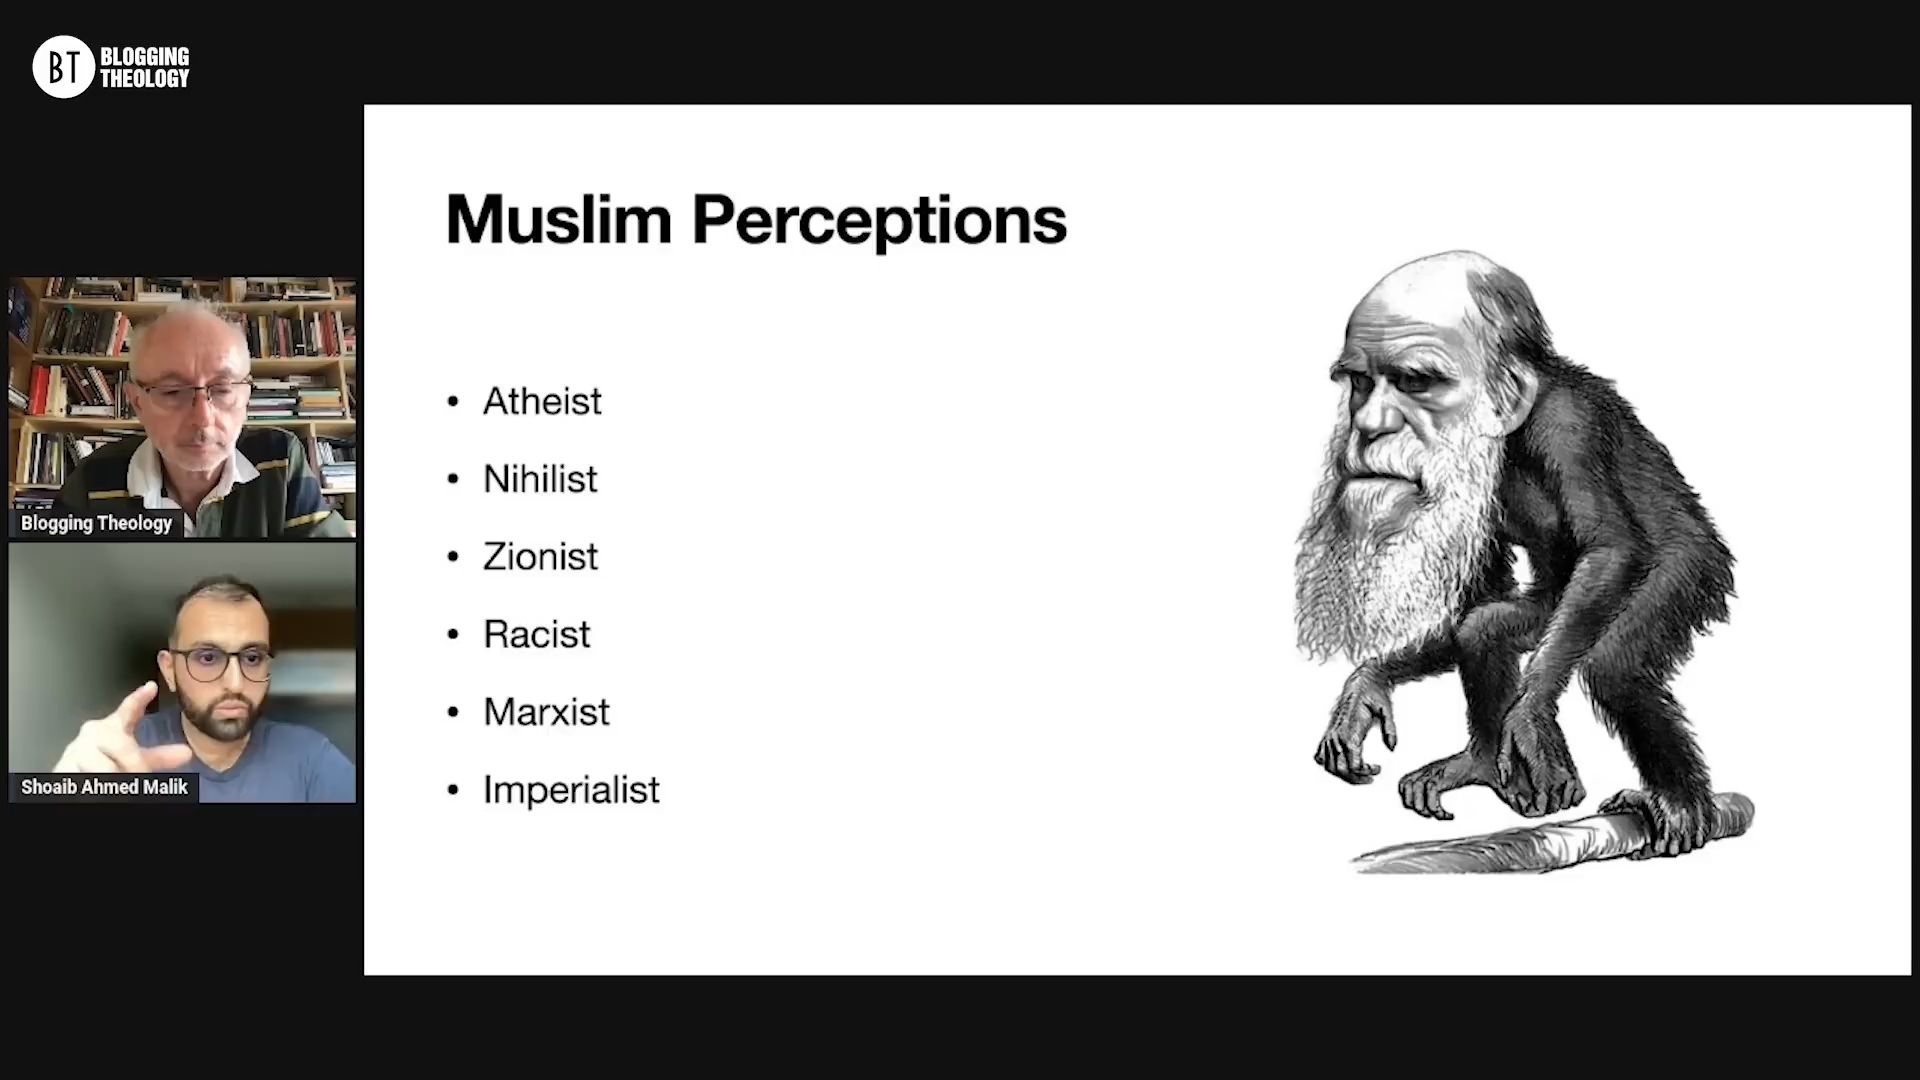 BT BLOGGING
THEOLOGY
Muslim Perceptions
• Atheist
• Nihilist
• Zionist
• Racist
• Marxist
• Imperialist
Blogging Theology
Shoaib Ahmed Malik